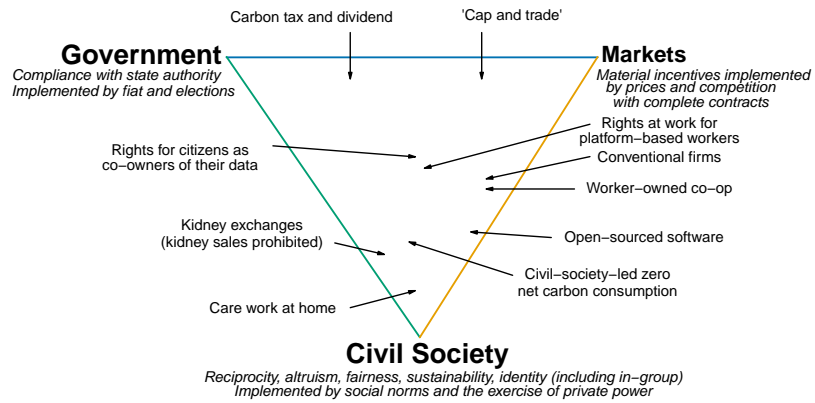 Carbon tax and dividend
'Cap and trade'
Government
Compliance with state authority
Implemented by fiat and elections
Markets
Material incentives implemented
by prices and competition
with complete contracts
Rights for citizens as
co−owners of their data
Rights at work for
platform−based workers
Conventional firms
Worker−owned co−op
Kidney exchanges
(kidney sales prohibited)
Open−sourced software
Civil−society−led zero
net carbon consumption
Care work at home
Civil Society
Reciprocity, altruism, fairness, sustainability, identity (including in−group)
Implemented by social norms and the exercise of private power